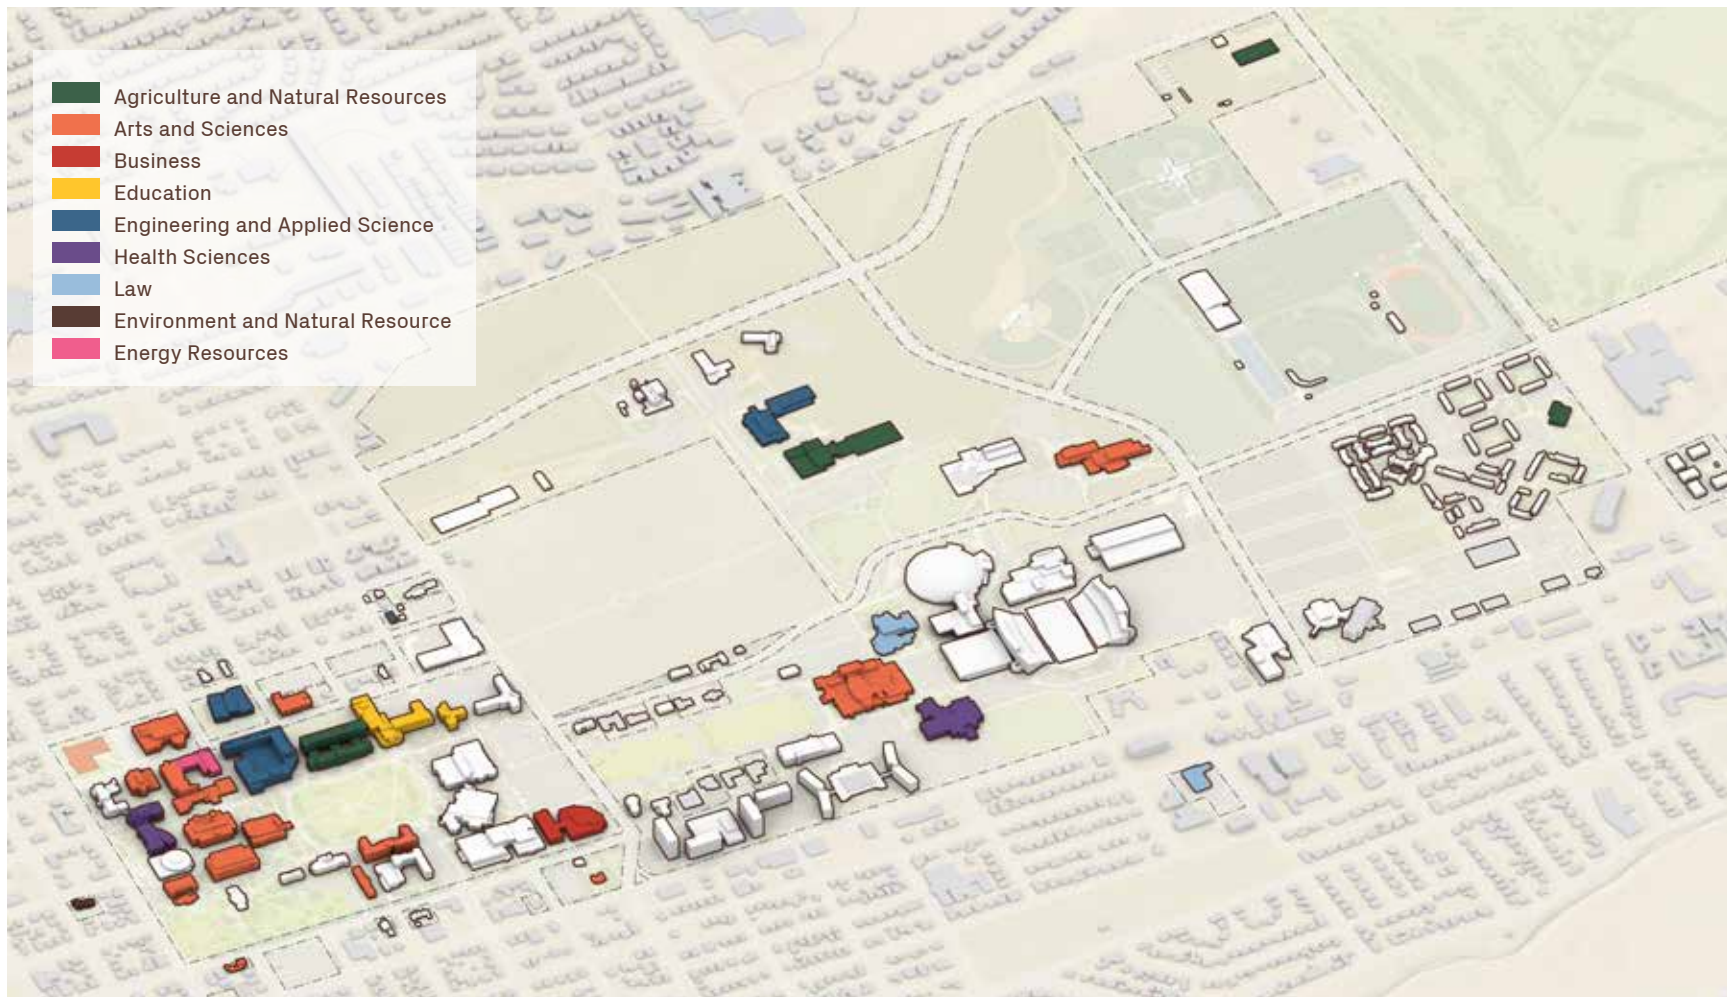 Agriculture and Natural Resources
Arts and Sciences
Business
Education
Engineering and Applied Science
Health Sciences
Law
Environment and Natural Resource
Energy Resources